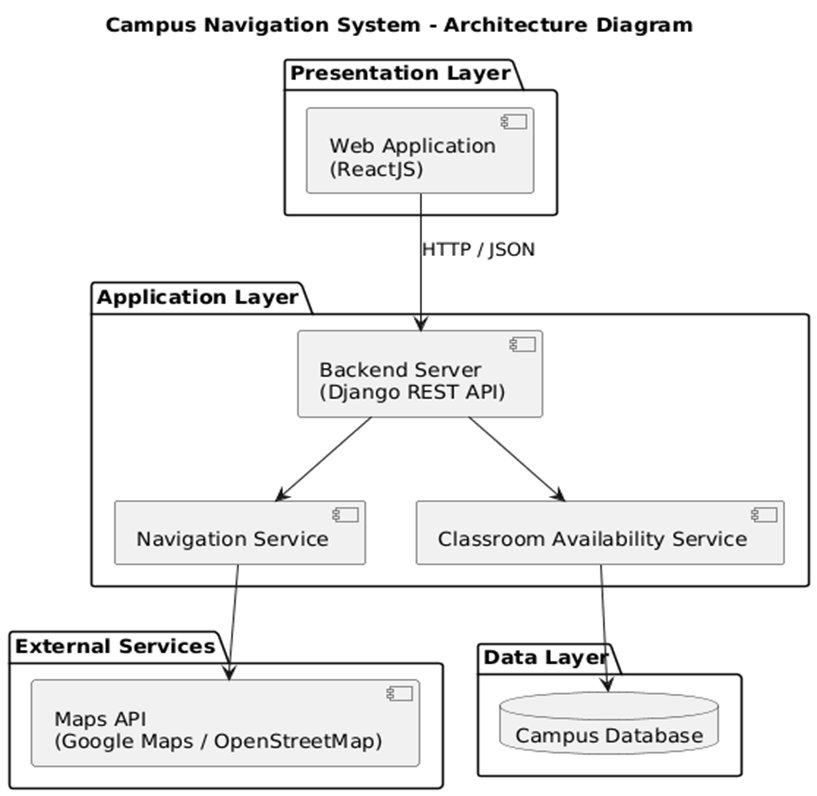 Campus Navigation System - Architecture Diagram
Presentation Layer
Web Application
(ReactJS)
HTTP / JSON
Application Layer
Backend Server
(Django REST API)
Navigation Service
Classroom Availability Service
External Services
Maps API
(Google Maps / OpenStreetMap)
Data Layer
Campus Database